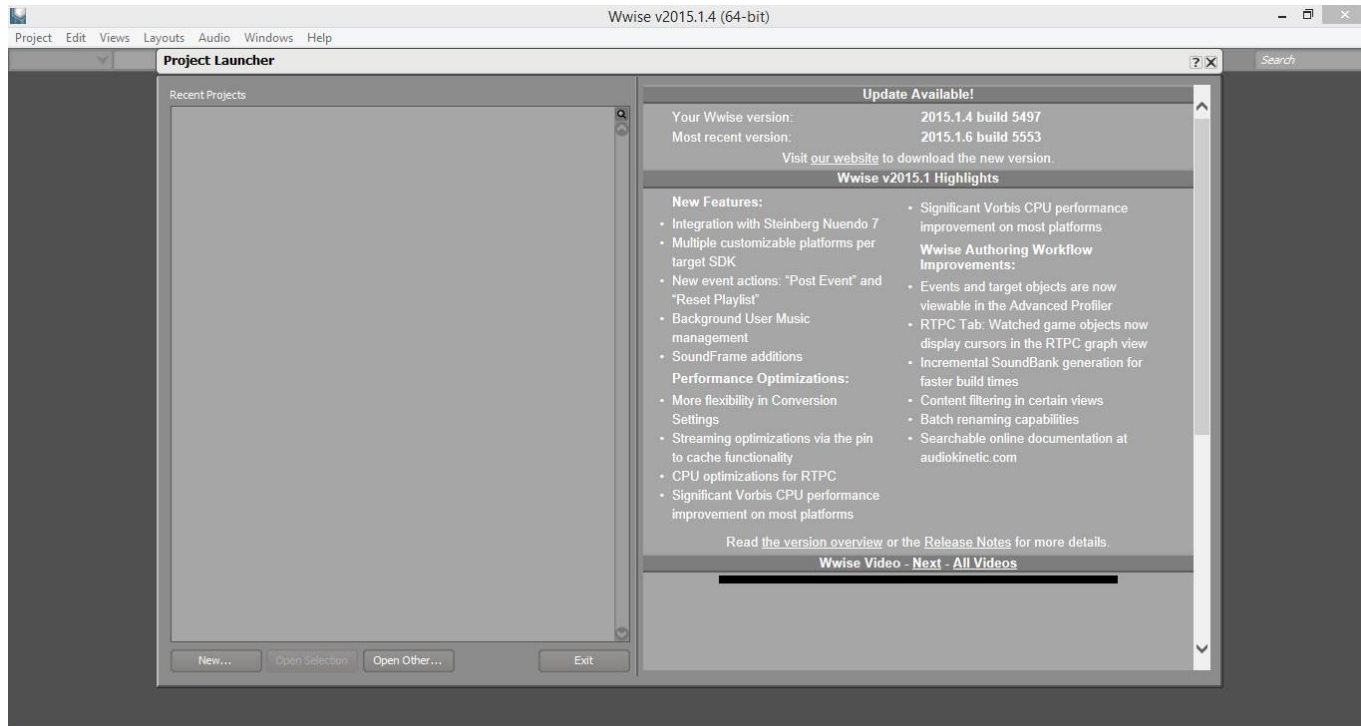 Wwise v2015.1.4 (64-bit)
Project Edit Views Layouts Audio Windows Help
Project Launcher
Search
Recent Projects
New...
Open Selection
Open Other...
Exit
Update Available!
Your Wwise version: 2015.1.4 build 5497
Most recent version: 2015.1.6 build 5553
Visit our website to download the new version.
Wwise v2015.1 Highlights
New Features:
• Integration with Steinberg Nuendo 7
• Multiple customizable platforms per
target SDK
• New event actions: "Post Event" and
"Reset Playlist"
• Background User Music
management
• SoundFrame additions
Performance Optimizations:
• More flexibility in Conversion
Settings
• Streaming optimizations via the pin
to cache functionality
• CPU optimizations for RTPC
• Significant Vorbis CPU performance
improvement on most platforms
• Significant Vorbis CPU performance
improvement on most platforms
Wwise Authoring Workflow
Improvements:
• Events and target objects are now
viewable in the Advanced Profiler
• RTPC Tab: Watched game objects now
display cursors in the RTPC graph view
• Incremental SoundBank generation for
faster build times
• Content filtering in certain views
• Batch renaming capabilities
• Searchable online documentation at
audiokinetic.com
Read the version overview or the Release Notes for more details.
Wwise Video - Next - All Videos